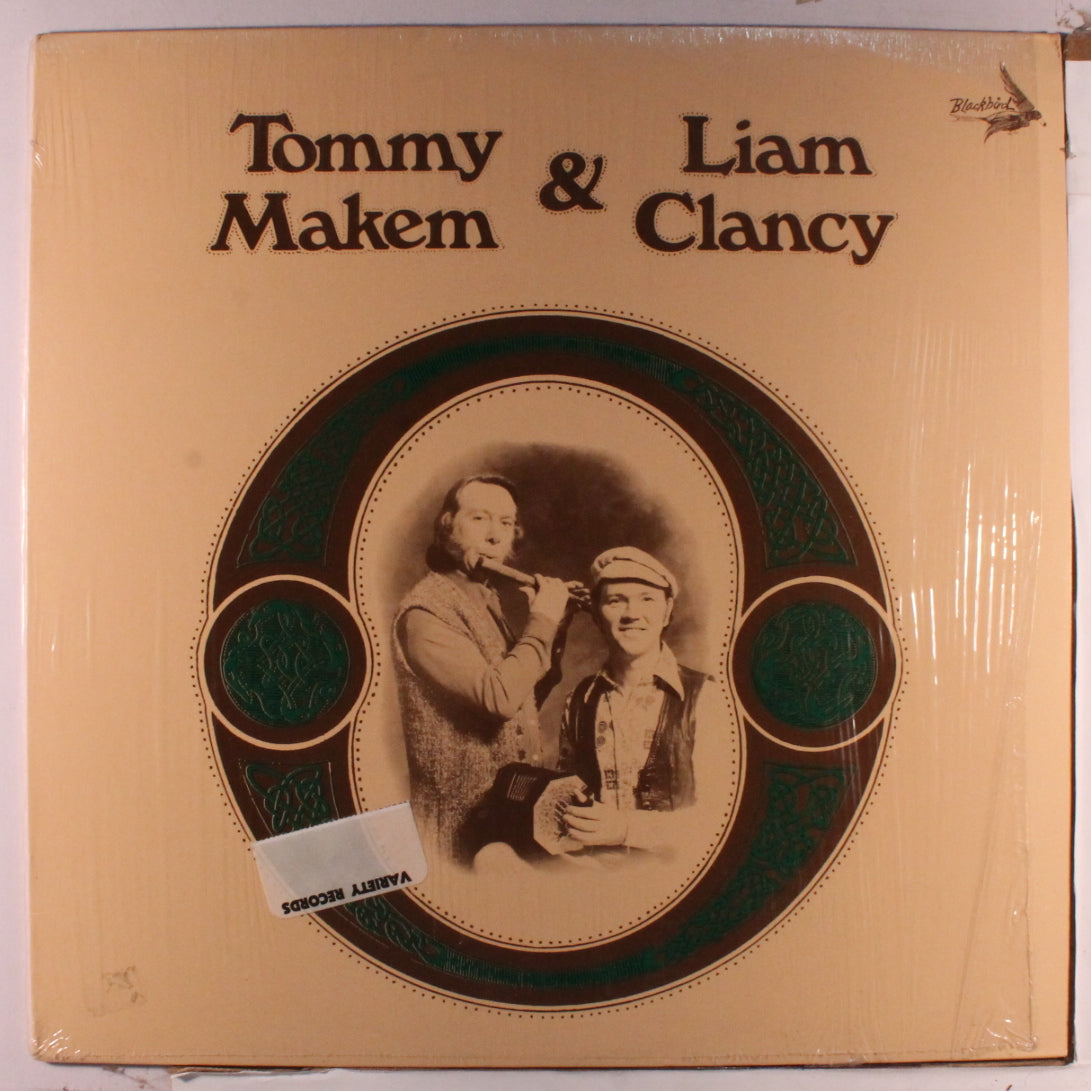 Blackbird
Tommy
Makem
&
Liam
Clancy
VARIETY RECORDS